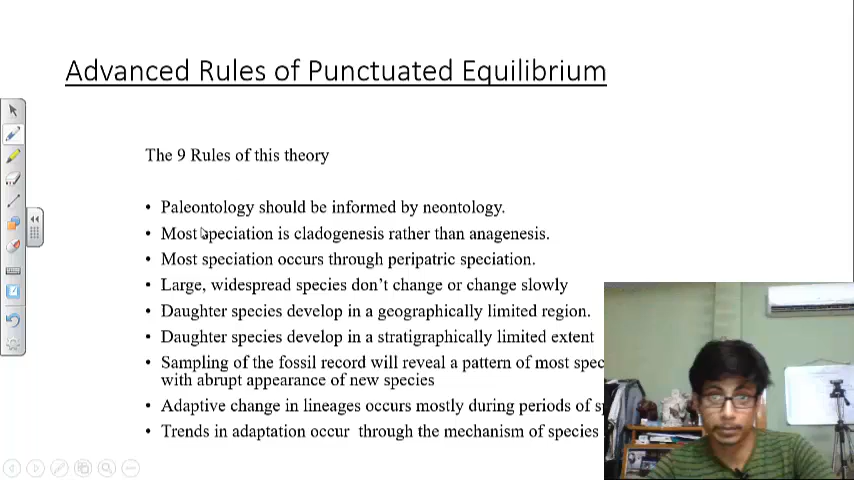 Advanced Rules of Punctuated Equilibrium
The 9 Rules of this theory
• Paleontology should be informed by neontology.
• Most speciation is cladogenesis rather than anagenesis.
• Most speciation occurs through peripatric speciation.
• Large, widespread species don't change or change slowly
• Daughter species develop in a geographically limited region.
• Daughter species develop in a stratigraphically limited extent
• Sampling of the fossil record will reveal a pattern of most
with abrupt appearance of new species
• Adaptive change in lineages occurs mostly during periods of
• Trends in adaptation occur through the mechanism of species